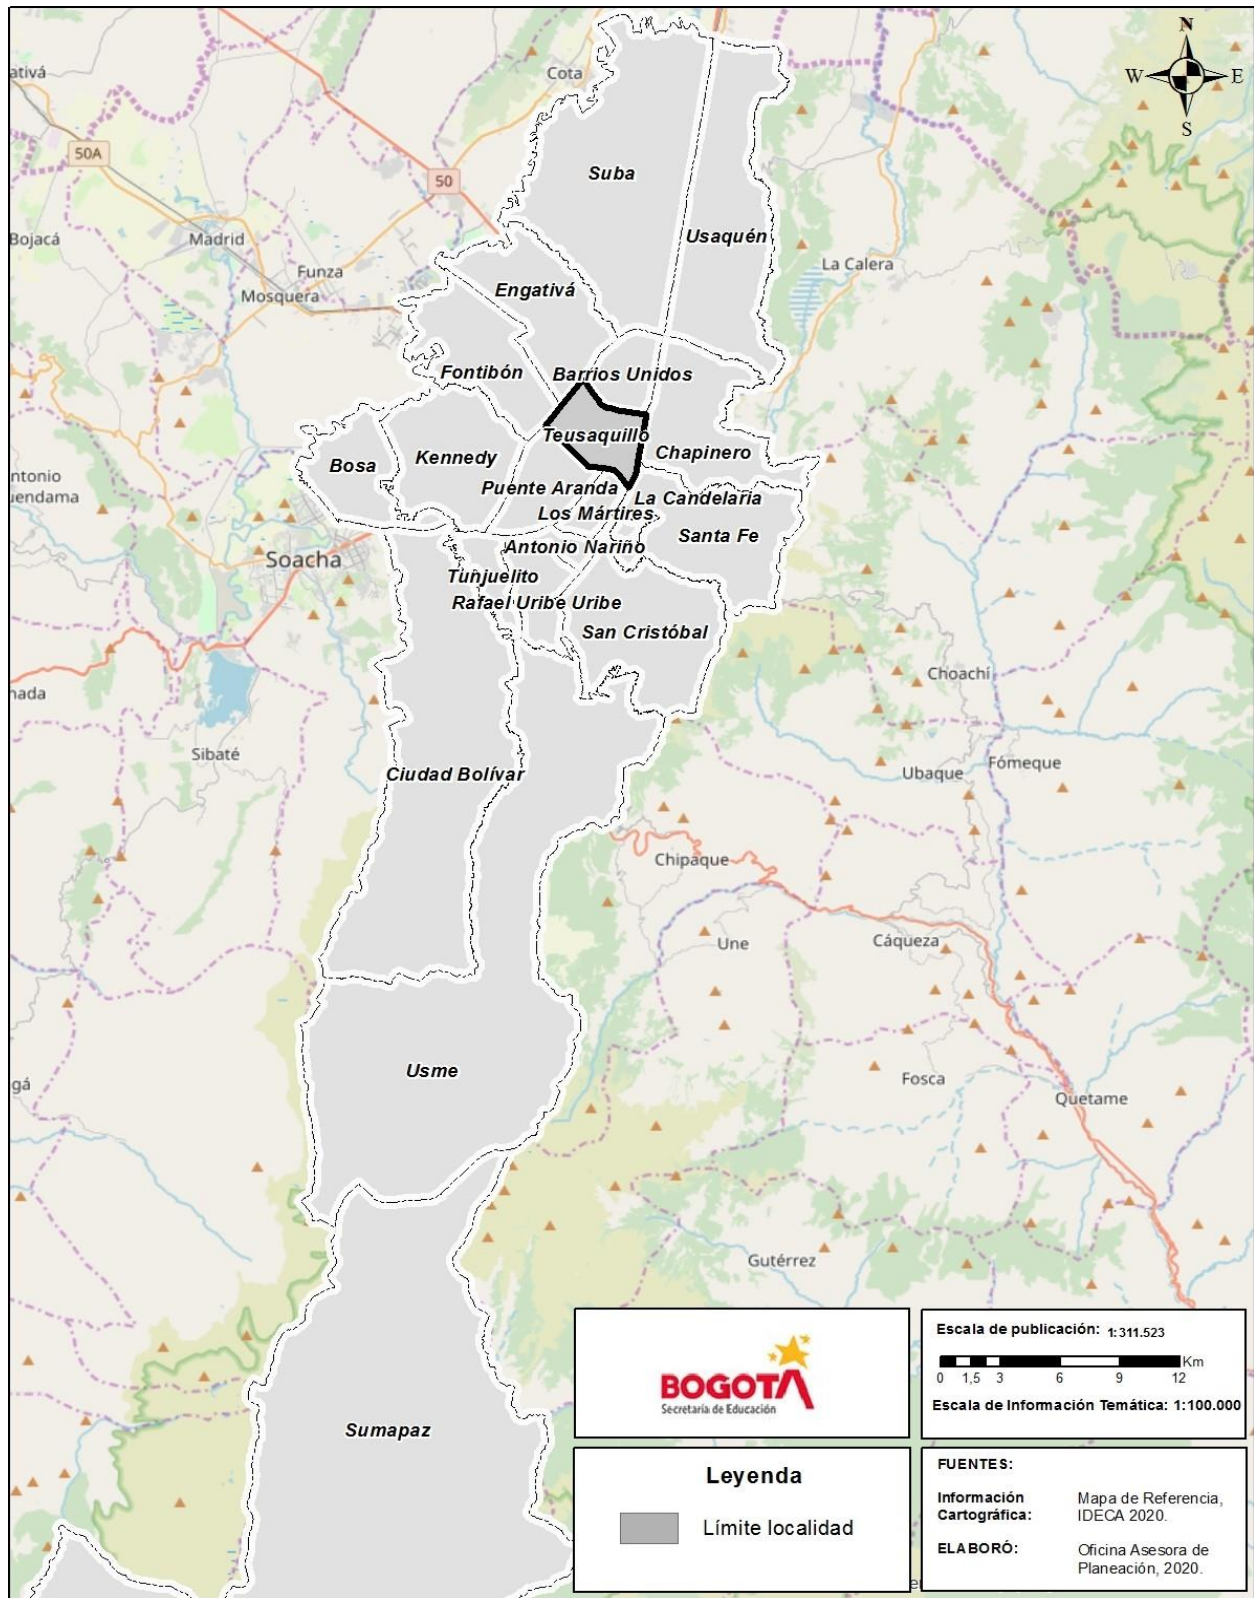 N
W
E
S
ativá
Cota
50A
50
Suba
Bojacá
Madrid
Usaquén
Funza
La Calera
Mosquera
Engativá
Fontibón
Barrios Unidos
Teusaquillo
Chapinero
Kennedy
Bosa
ntonio
uendama
Puente Aranda
La Candelaria
Los Mártires
Santa Fe
Antonio Nariño
Soacha
Tunjuelito
Rafael Uribe Uribe
San Cristóbal
Choachí
nada
Sibaté
Ubaque
Fómeque
Ciudad Bolívar
Chipaque
Une
Cáqueza
Usme
Fosca
gá
Quetame
Gutérrez
Sumapaz
BOGOTÁ
Secretaría de Educación
Escala de publicación: 1:311.523
Km
0 1,5 3 6 9 12
Escala de Información Temática: 1:100.000
Leyenda
Límite localidad
FUENTES:
Información Mapa de Referencia,
Cartográfica: IDECA 2020.
ELABORÓ: Oficina Asesora de
Planeación, 2020.